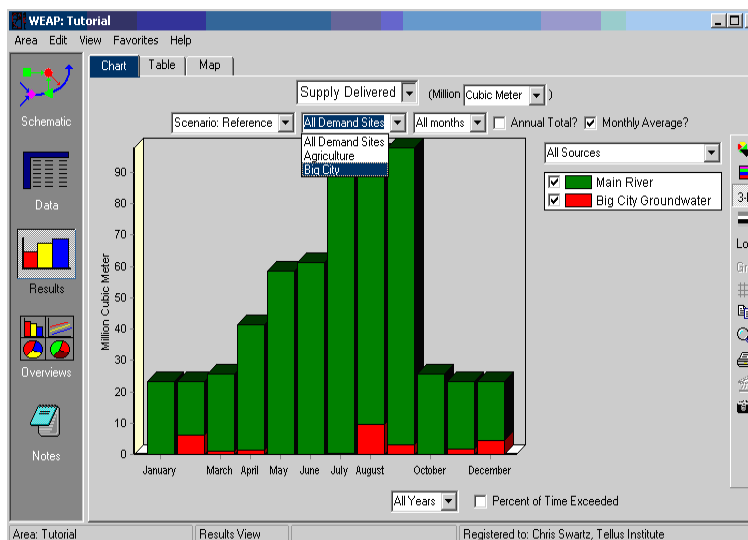 WEAP: Tutorial
Area Edit View Favorites Help
Chart Table Map
Supply Delivered (Million Cubic Meter )
Scenario: Reference All Demand Sites All months Annual Total? Monthly Average?
All Demand Sites
Agriculture
Big City
All Sources
Main River
Big City Groundwater
Schematic
Data
Results
Overviews
Notes
3-
Lo
Gr
Million Cubic Meter
90
80
70
60
50
40
30
20
10
0
January March April May June July August October December
All Years Percent of Time Exceeded
Area: Tutorial Results View Registered to: Chris Swartz, Tellus Institute